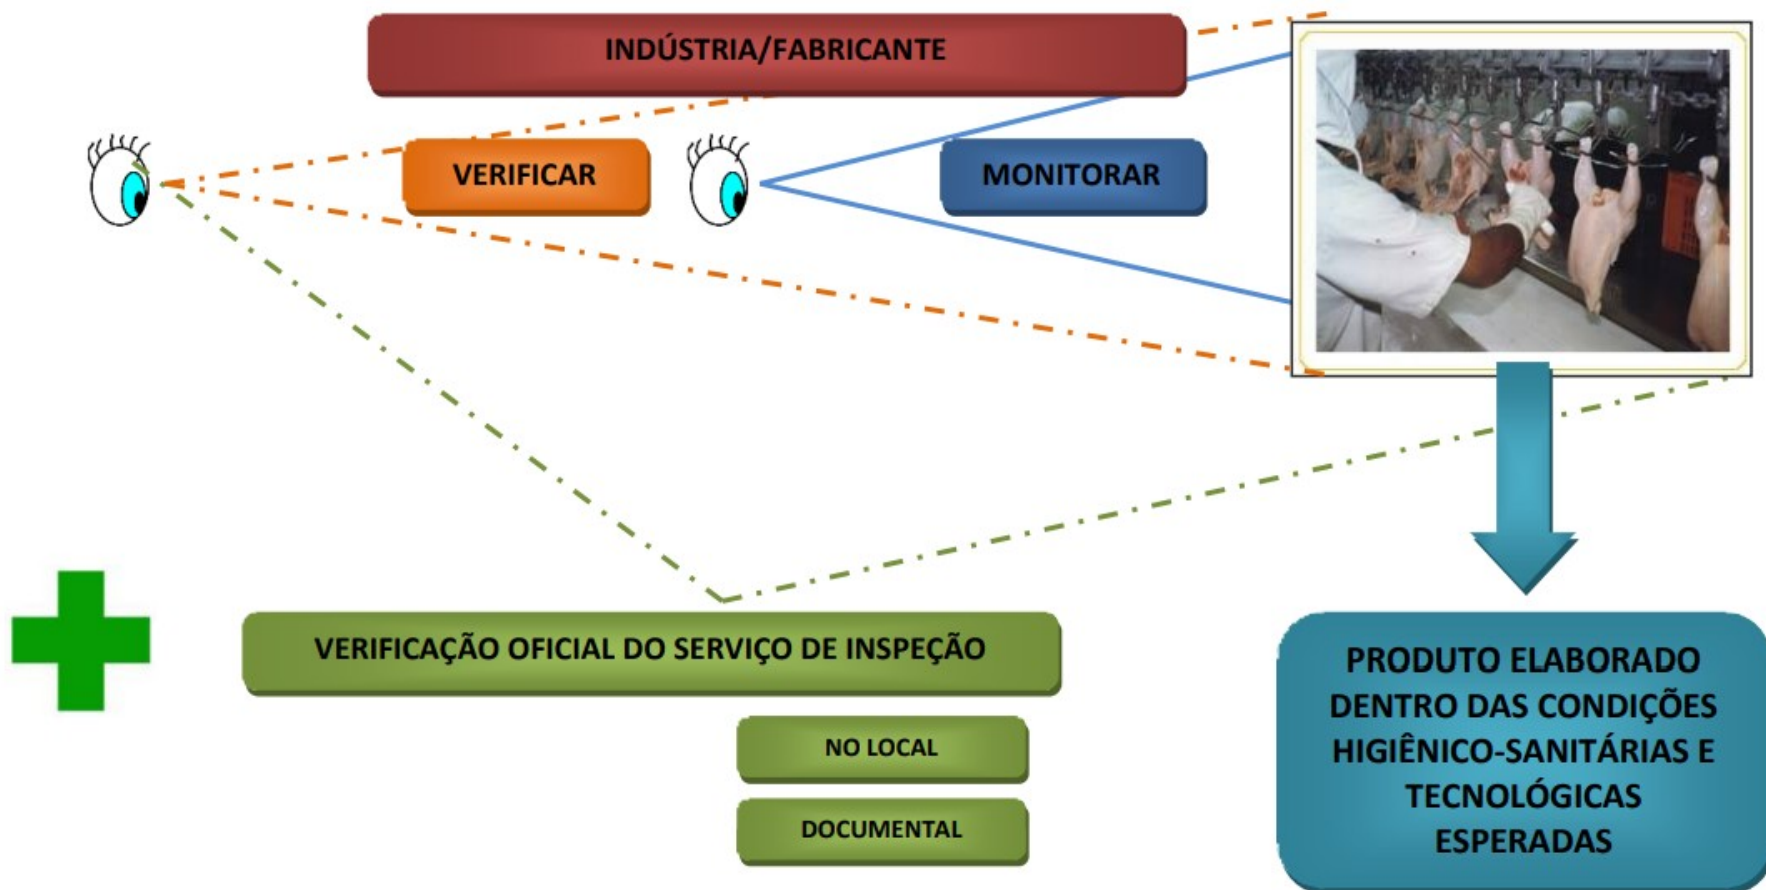 INDÚSTRIA/FABRICANTE
VERIFICAR
MONITORAR
VERIFICAÇÃO OFICIAL DO SERVIÇO DE INSPEÇÃO
NO LOCAL
DOCUMENTAL
PRODUTO ELABORADO
DENTRO DAS CONDIÇÕES
HIGIÊNICO-SANITÁRIAS E
TECNOLÓGICAS
ESPERADAS